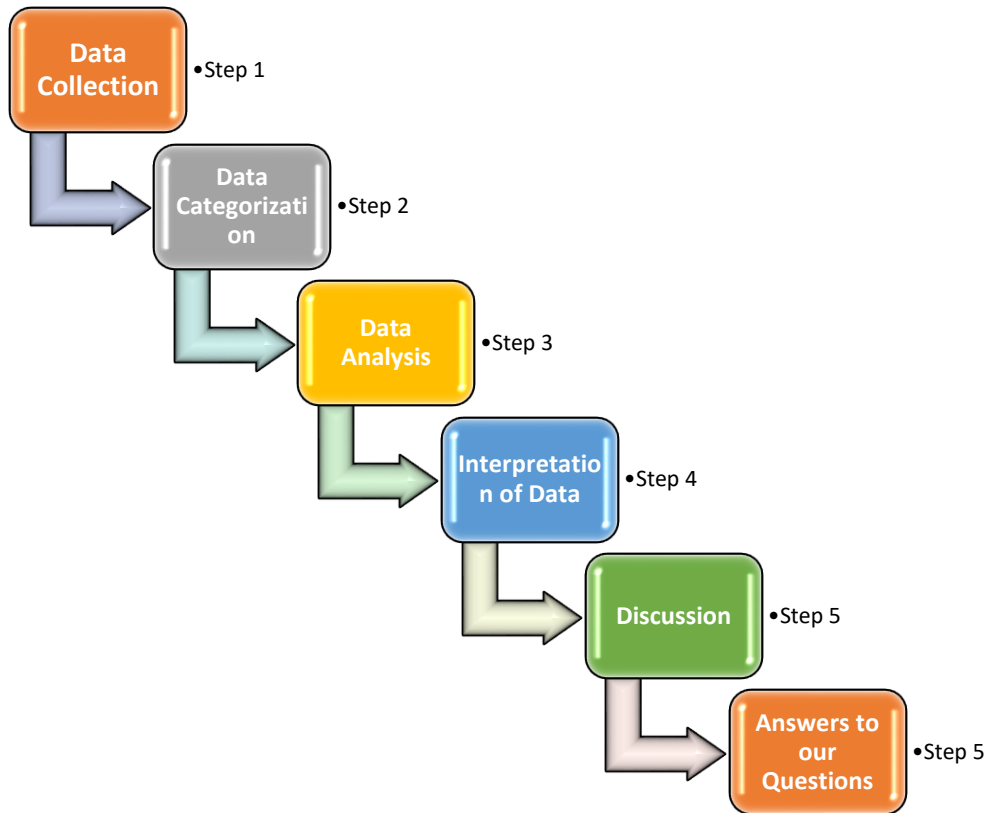 Data
Collection
•Step 1
Data
Categorizati
on
•Step 2
Data
Analysis
•Step 3
Interpretatio
n of Data
•Step 4
Discussion
•Step 5
Answers to
our
Questions
•Step 5